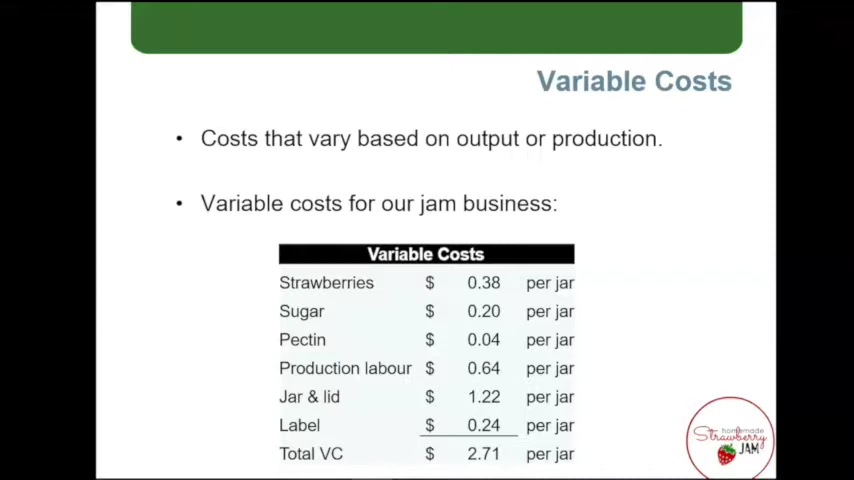 Variable Costs
• Costs that vary based on output or production.
• Variable costs for our jam business:
Variable Costs
Strawberries $ 0.38 per jar
Sugar $ 0.20 per jar
Pectin $ 0.04 per jar
Production labour $ 0.64 per jar
Jar & lid $ 1.22 per jar
Label $ 0.24 per jar
Total VC $ 2.71 per jar
homemade
Strawberry
JAM